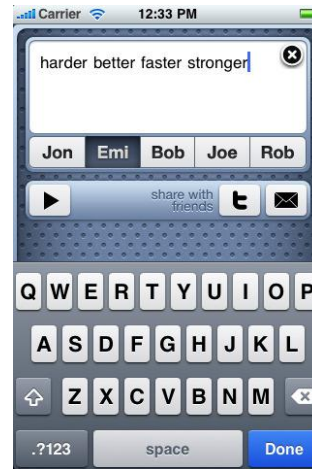 Carrier 12:33 PM
harder better faster stronger
Jon Emi Bob Joe Rob
share with
friends
t
Q W E R T Y U I O P
A S D F G H J K L
Z X C V B N M
.?123 space Done